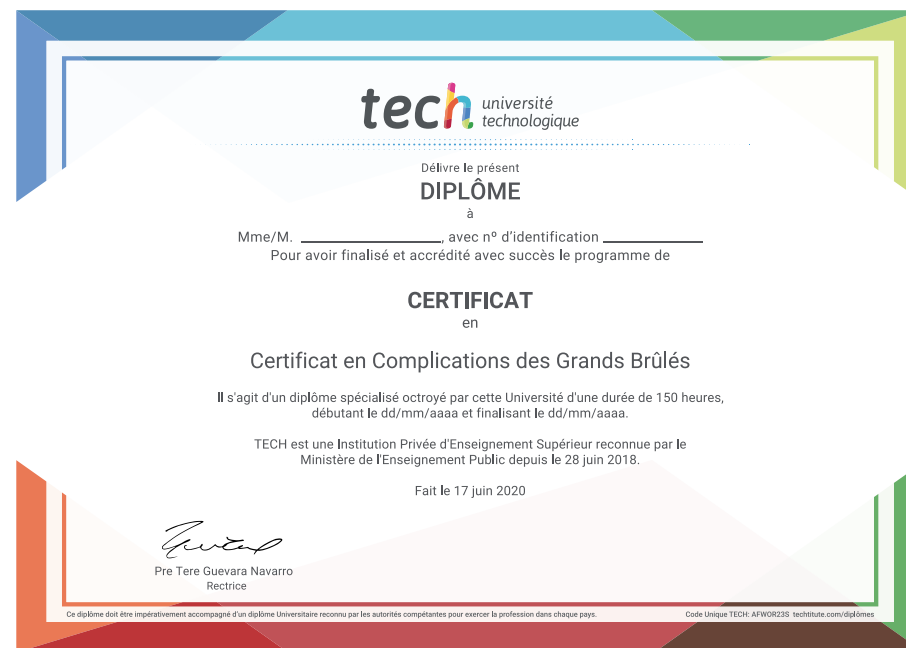 tech université
technologique
Délivre le présent
DIPLÔME
à
Mme/M. ____________________, avec nº d'identification ______________
Pour avoir finalisé et accrédité avec succès le programme de
CERTIFICAT
en
Certificat en Complications des Grands Brûlés
Il s'agit d'un diplôme spécialisé octroyé par cette Université d'une durée de 150 heures,
débutant le dd/mm/aaaa et finalisant le dd/mm/aaaa.
TECH est une Institution Privée d'Enseignement Supérieur reconnue par le
Ministère de l'Enseignement Public depuis le 28 juin 2018.
Fait le 17 juin 2020
Pre Tere Guevara Navarro
Rectrice
Ce diplôme doit être impérativement accompagné d'un diplôme Universitaire reconnu par les autorités compétentes pour exercer la profession dans chaque pays. Code Unique TECH: AFWOR23S techtitute.com/diplômes